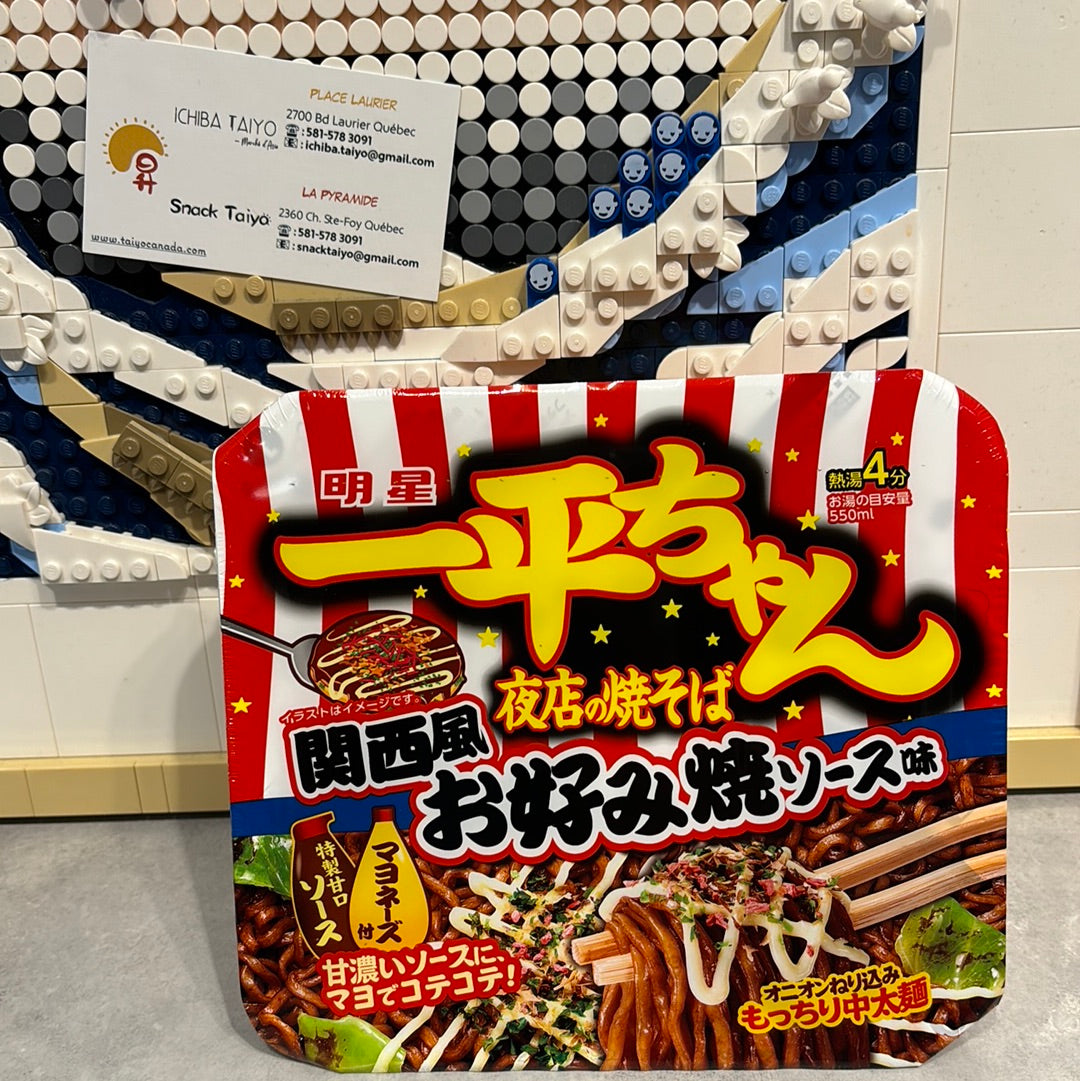 ICHIBA TAIYO
— Marché d'Asie
Snack Taiyo
www.taiyocanada.com
PLACE LAURIER
2700 Bd Laurier Québec
: 581-578 3091
: ichiba.taiyo@gmail.com
LA PYRAMIDE
2360 Ch. Ste-Foy Québec
: 581-578 3091
: snacktaiyo@gmail.com
明星
一平ちゃん
熱湯4分
お湯の目安量
550ml
夜店の焼そば
イラストはイメージです。
関西風
お好み焼ソース味
特製甘口
ソース
マヨネーズ
付
甘濃いソースに、
マヨでコテコテ!
オニオンねり込み
もっちり中太麺